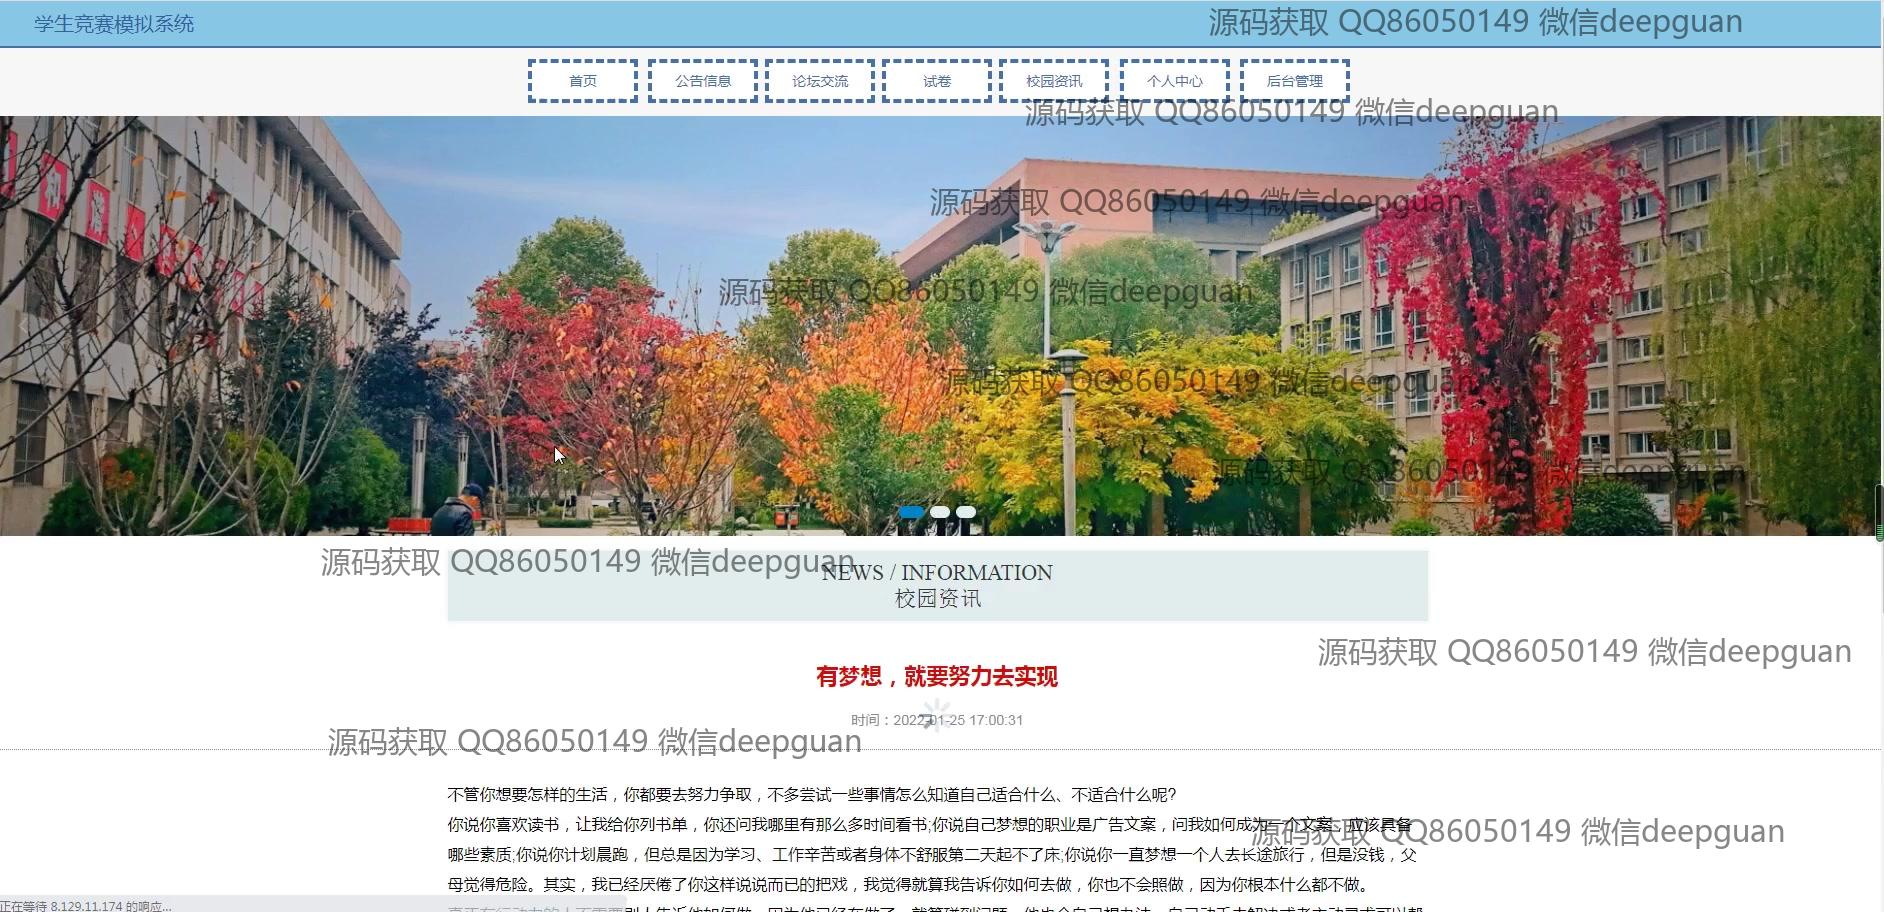 学生竞赛模拟系统
源码获取 QQ86050149 微信deepguan
首页 公告信息 论坛交流 试卷 校园资讯 个人中心 后台管理
源码获取 QQ86050149 微信deepguan
源码获取 QQ86050149 微信deepguan
源码获取 QQ86050149 微信deepguan
源码获取 QQ86050149 微信deepguan
源码获取 QQ86050149 微信deepguan
源码获取 QQ86050149 微信deepguan
NEWS / INFORMATION
校园资讯
源码获取 QQ86050149 微信deepguan
有梦想，就要努力去实现
时间：2022-01-25 17:00:31
源码获取 QQ86050149 微信deepguan
不管你想要怎样的生活，你都要去努力争取，不多尝试一些事情怎么知道自己适合什么、不适合什么呢?
你说你喜欢读书，让我给你列书单，你还问我哪里有那么多时间看书;你说自己梦想的职业是广告文案，问我如何成为一个文案，应该具备
源码获取 QQ86050149 微信deepguan
哪些素质;你说你计划晨跑，但总是因为学习、工作辛苦或者身体不舒服第二天起不了床;你说你一直梦想一个人去长途旅行，但是没钱，父
母觉得危险。其实，我已经厌倦了你这样说说而已的把戏，我觉得就算我告诉你如何去做，你也不会照做，因为你根本什么都不做。
正在等待 8.129.11.174 的响应...